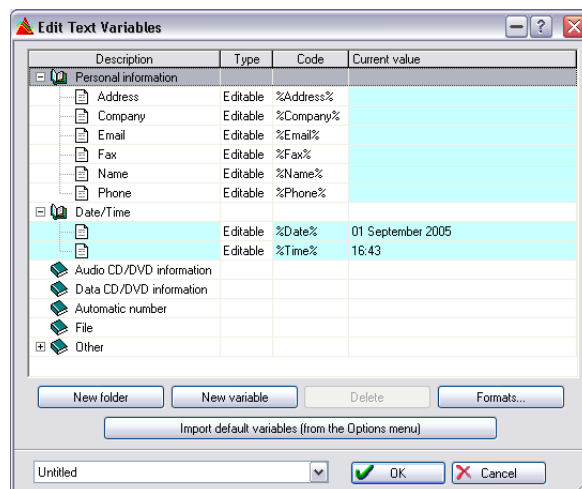 Edit Text Variables
Description Type Code Current value
Personal information
Address Editable %Address%
Company Editable %Company%
Email Editable %Email%
Fax Editable %Fax%
Name Editable %Name%
Phone Editable %Phone%
Date/Time
Editable %Date% 01 September 2005
Editable %Time% 16:43
Audio CD/DVD information
Data CD/DVD information
Automatic number
File
Other
New folder New variable Delete Formats...
Import default variables (from the Options menu)
Untitled OK Cancel